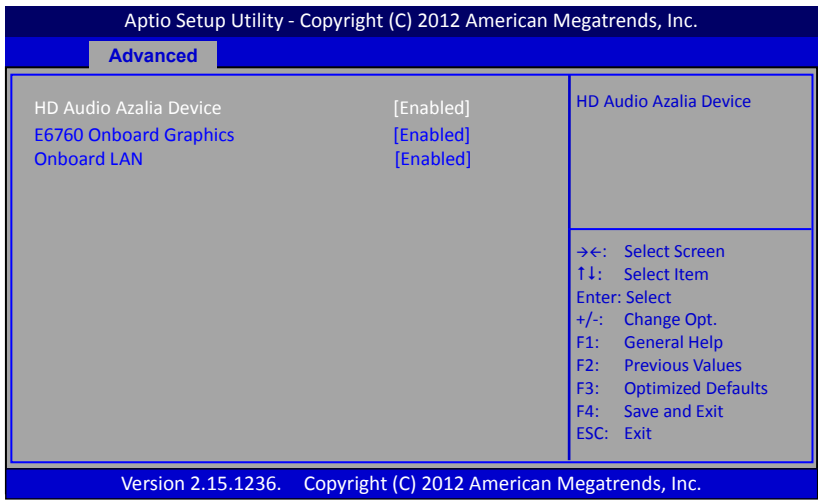 Aptio Setup Utility - Copyright (C) 2012 American Megatrends, Inc.
Advanced
HD Audio Azalia Device [Enabled]
E6760 Onboard Graphics [Enabled]
Onboard LAN [Enabled]
HD Audio Azalia Device
→←: Select Screen
↑↓: Select Item
Enter: Select
+/-: Change Opt.
F1: General Help
F2: Previous Values
F3: Optimized Defaults
F4: Save and Exit
ESC: Exit
Version 2.15.1236. Copyright (C) 2012 American Megatrends, Inc.